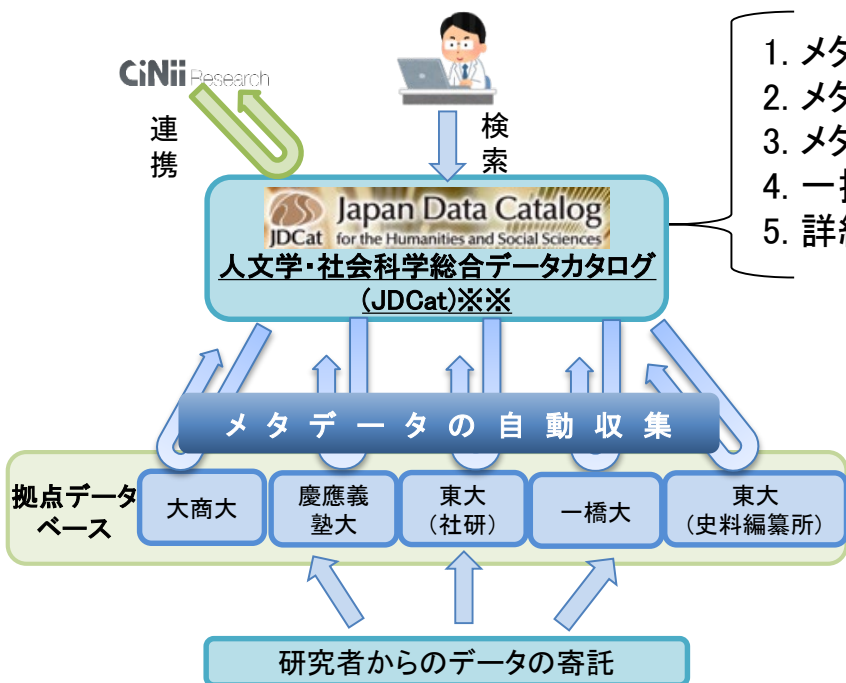 CiNii Research
連
携
検
索
1. メタ
2. メタ
3. メタ
4. 一
5. 詳
JDCat
Japan Data Catalog
for the Humanities and Social Sciences
人文学・社会科学総合データカタログ
(JDCat)※※
メタデータの自動収集
拠点データ
ベース
大商大
慶應義
塾大
東大
（社研）
一橋大
東大
（史料編纂所）
研究者からのデータの寄託